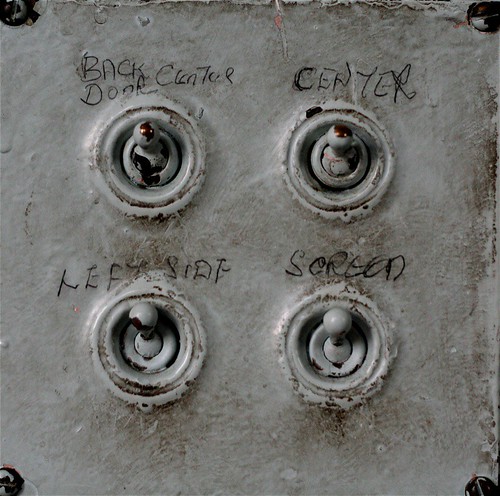 BACK Center
DOOR
CENTER
LEFT SIDE
SCREEN